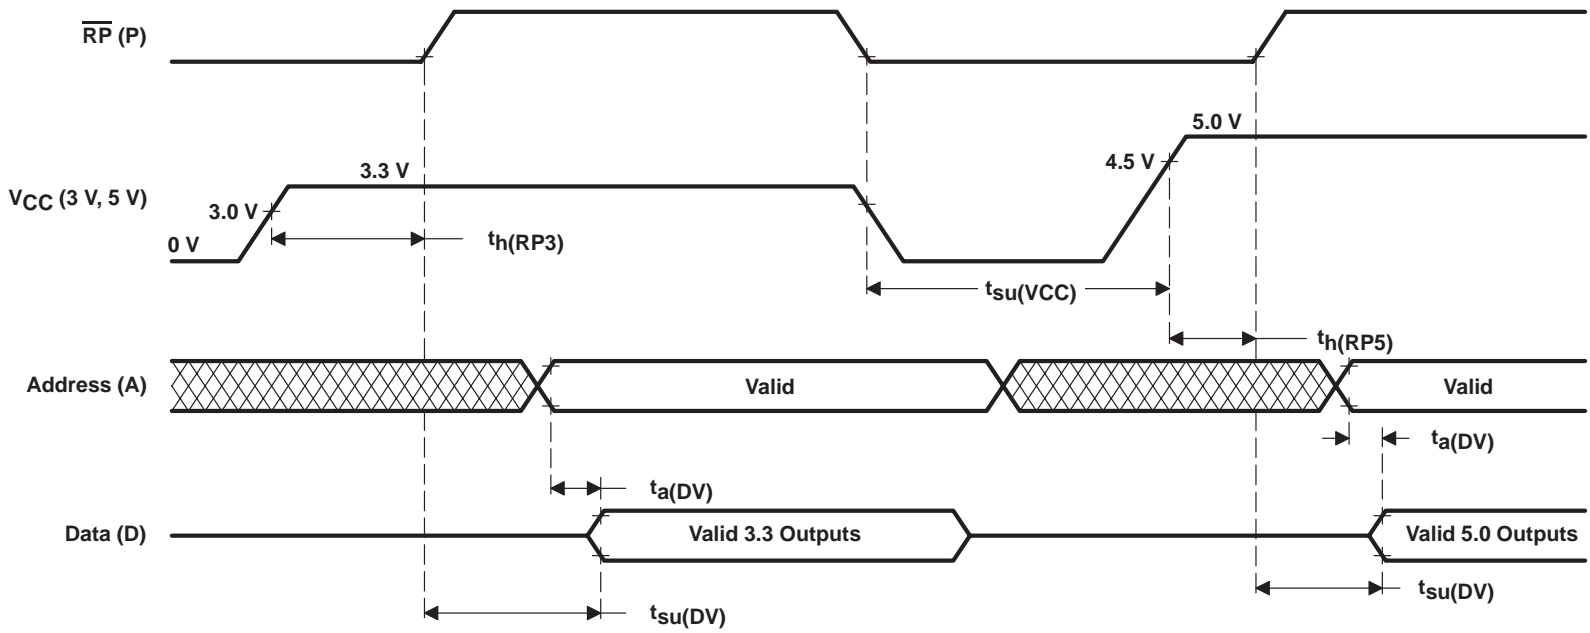 RP (P)
5.0 V
3.3 V
4.5 V
VCC (3 V, 5 V)
3.0 V
0 V
th(RP3)
tsu(VCC)
th(RP5)
Address (A)
Valid
Valid
ta(DV)
ta(DV)
Data (D)
Valid 3.3 Outputs
Valid 5.0 Outputs
tsu(DV)
tsu(DV)